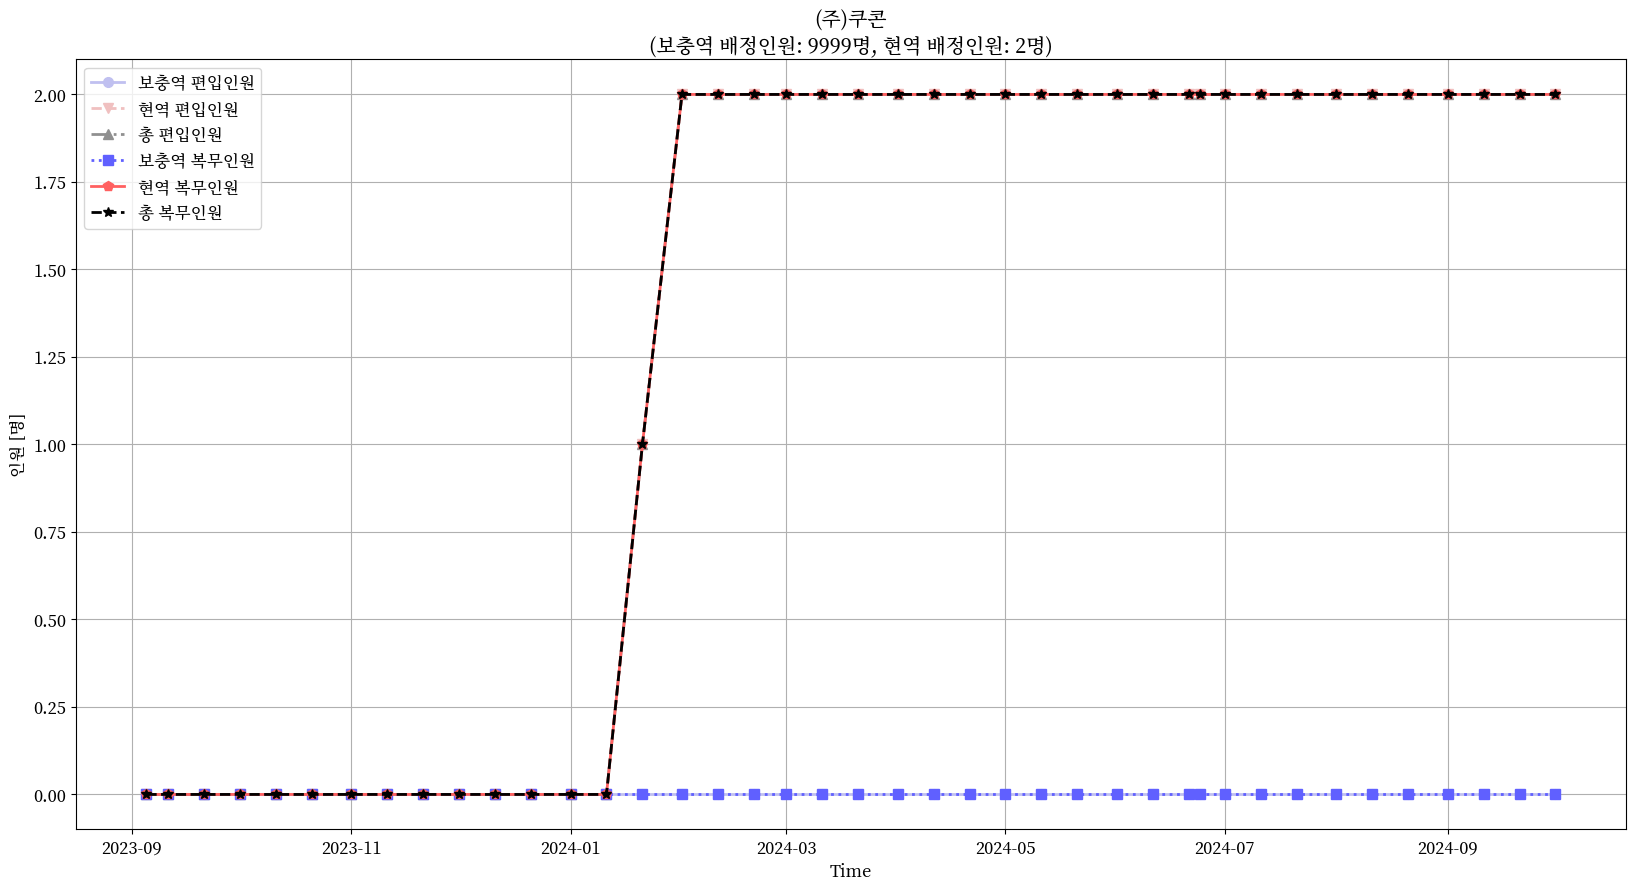 (주)쿠콘
(보충역 배정인원: 9999명, 현역 배정인원: 2명)
보충역 편입인원
현역 편입인원
총 편입인원
보충역 복무인원
현역 복무인원
총 복무인원
2.00
1.75
1.50
1.25
1.00
0.75
0.50
0.25
0.00
인원 [명]
2023-09 2023-11 2024-01 2024-03 2024-05 2024-07 2024-09
Time